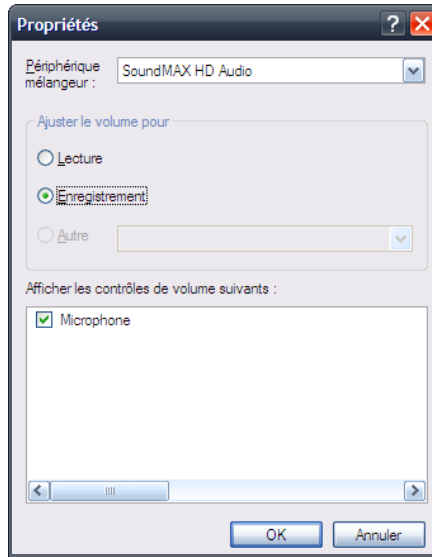 Propriétés
Périphérique
mélangeur :
SoundMAX HD Audio
Ajuster le volume pour
Lecture
Enregistrement
Autre
Afficher les contrôles de volume suivants :
Microphone
OK
Annuler